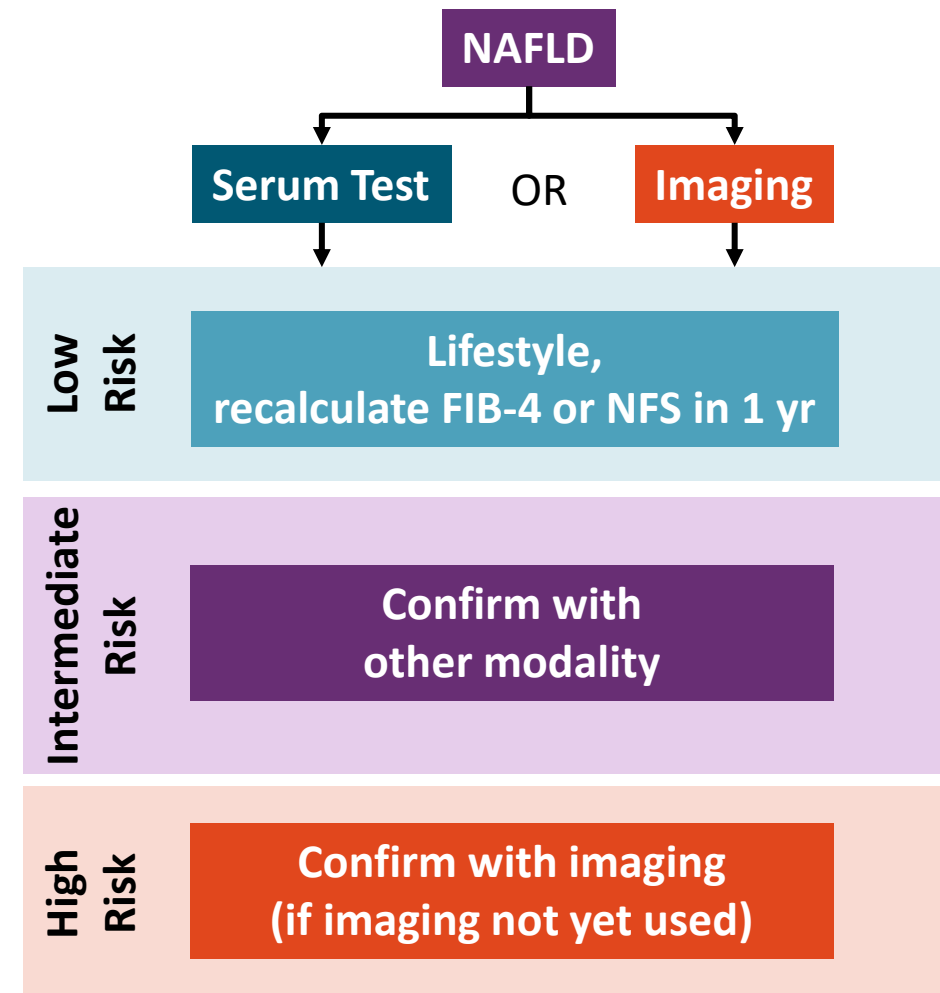 NAFLD
Serum Test
OR
Imaging
Low
Risk
Lifestyle,
recalculate FIB-4 or NFS in 1 yr
Intermediate
Risk
Confirm with
other modality
High
Risk
Confirm with imaging
(if imaging not yet used)